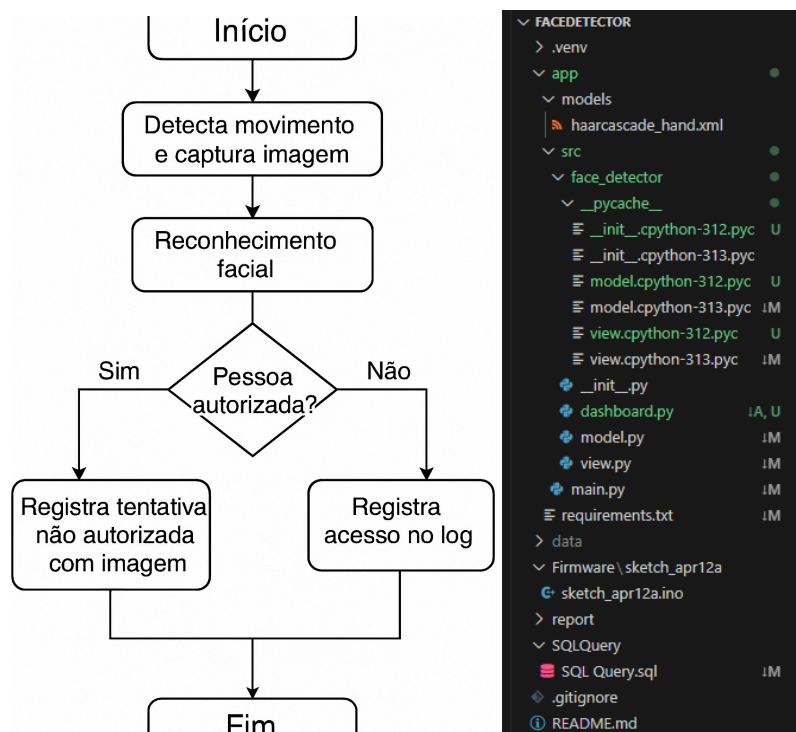 Início
Detecta movimento
e captura imagem
Reconhecimento
facial
Pessoa
autorizada?
Sim
Não
Registra tentativa
não autorizada
com imagem
Registra
acesso no log
Fim
FACEDETECTOR
.venv
app
models
haarcascade_hand.xml
src
face_detector
__pycache__
__init__.cpython-312.pyc U
__init__.cpython-313.pyc
model.cpython-312.pyc U
model.cpython-313.pyc ↓M
view.cpython-312.pyc U
view.cpython-313.pyc ↓M
__init__.py
dashboard.py ↓A, U
model.py ↓M
view.py ↓M
main.py ↓M
requirements.txt ↓M
data
Firmware\sketch_apr12a
sketch_apr12a.ino
report
SQLQuery
SQL Query.sql ↓M
.gitignore
README.md